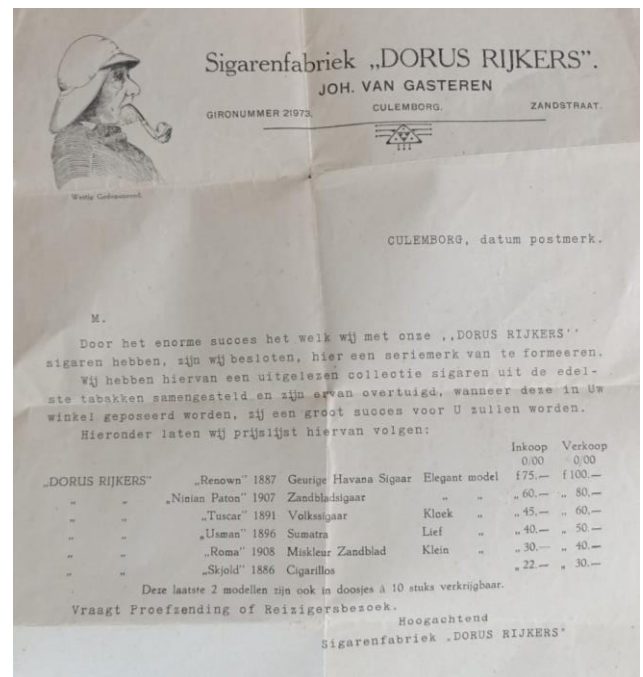 Sigarenfabriek „DORUS RIJKERS".
JOH. VAN GASTEREN
GIRONUMMER 21973. CULEMBORG. ZANDSTRAAT.
Wettig Gedeponeerd.
CULEMBORG, datum postmerk.
M.
Door het enorme succes het welk wij met onze ,,DORUS RIJKERS''
sigaren hebben, zijn wij besloten, hier een seriemerk van te formeeren.
Wij hebben hiervan een uitgelezen collectie sigaren uit de edel-
ste tabakken samengesteld en zijn ervan overtuigd, wanneer deze in Uw
winkel geposeerd worden, zij een groot succes voor U zullen worden.
Hieronder laten wij prijslijst hiervan volgen:
Inkoop Verkoop
0/00 0/00
„DORUS RIJKERS" „Renown" 1887 Geurige Havana Sigaar Elegant model f 75.— f 100.—
„ „ „Ninian Paton" 1907 Zandbladsigaar „ „ „ 60.— „ 80.—
„ „ „Tuscar" 1891 Volkssigaar Kloek „ „ 45,— „ 60,—
„ „ „Usman" 1896 Sumatra Lief „ „ 40.— „ 50.—
„ „ „Roma" 1908 Miskleur Zandblad Klein „ „ 30.— „ 40.—
„ „ „Skjold" 1886 Cigarillos „ 22.— „ 30.—
Deze laatste 2 modellen zijn ook in doosjes à 10 stuks verkrijgbaar.
Vraagt Proefzending of Reizigersbezoek.
Hoogachtend
Sigarenfabriek „DORUS RIJKERS"